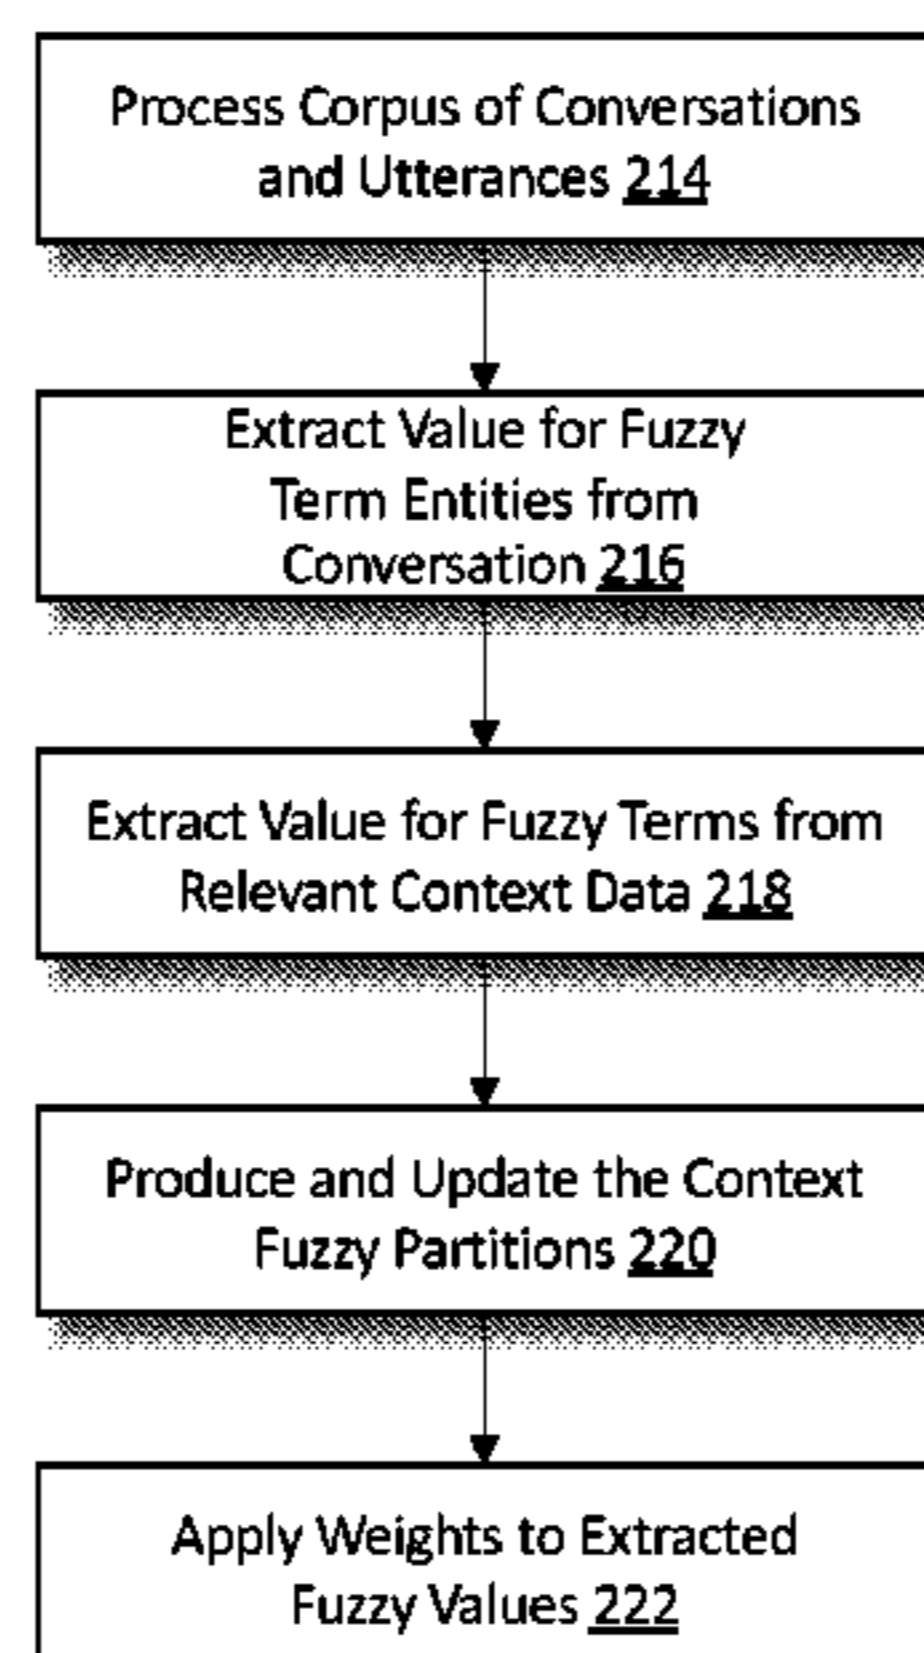 Process Corpus of Conversations
and Utterances 214
Extract Value for Fuzzy
Term Entities from
Conversation 216
Extract Value for Fuzzy Terms from
Relevant Context Data 218
Produce and Update the Context
Fuzzy Partitions 220
Apply Weights to Extracted
Fuzzy Values 222